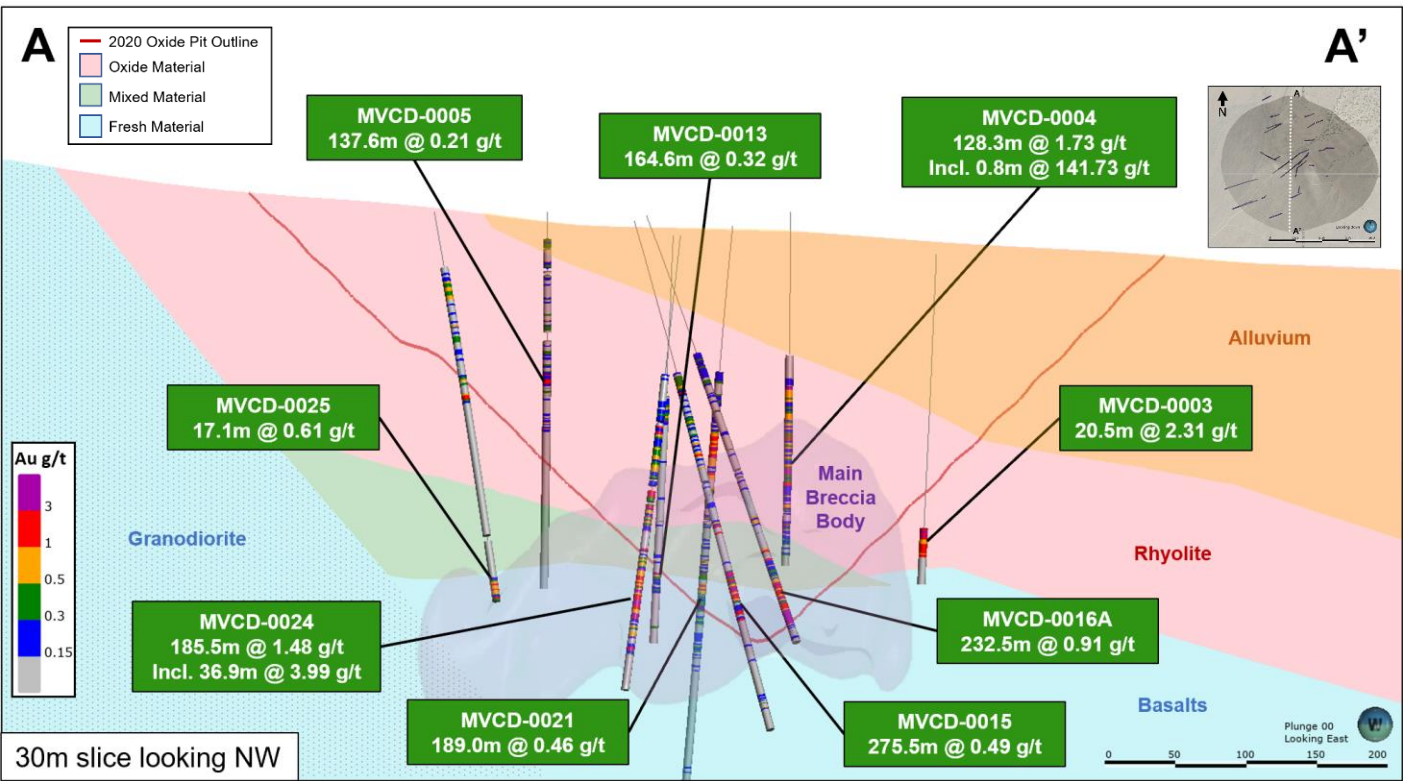 A
A'
2020 Oxide Pit Outline
Oxide Material
Mixed Material
Fresh Material
MVCD-0005
137.6m @ 0.21 g/t
MVCD-0013
164.6m @ 0.32 g/t
MVCD-0004
128.3m @ 1.73 g/t
Incl. 0.8m @ 141.73 g/t
N
A
A'
Looking down
Alluvium
MVCD-0025
17.1m @ 0.61 g/t
MVCD-0003
20.5m @ 2.31 g/t
Au g/t
3
1
0.5
0.3
0.15
Main
Breccia
Body
Granodiorite
Rhyolite
MVCD-0024
185.5m @ 1.48 g/t
Incl. 36.9m @ 3.99 g/t
MVCD-0016A
232.5m @ 0.91 g/t
MVCD-0021
189.0m @ 0.46 g/t
MVCD-0015
275.5m @ 0.49 g/t
Basalts
Plunge 00
Looking East
W
0 50 100 150 200
30m slice looking NW